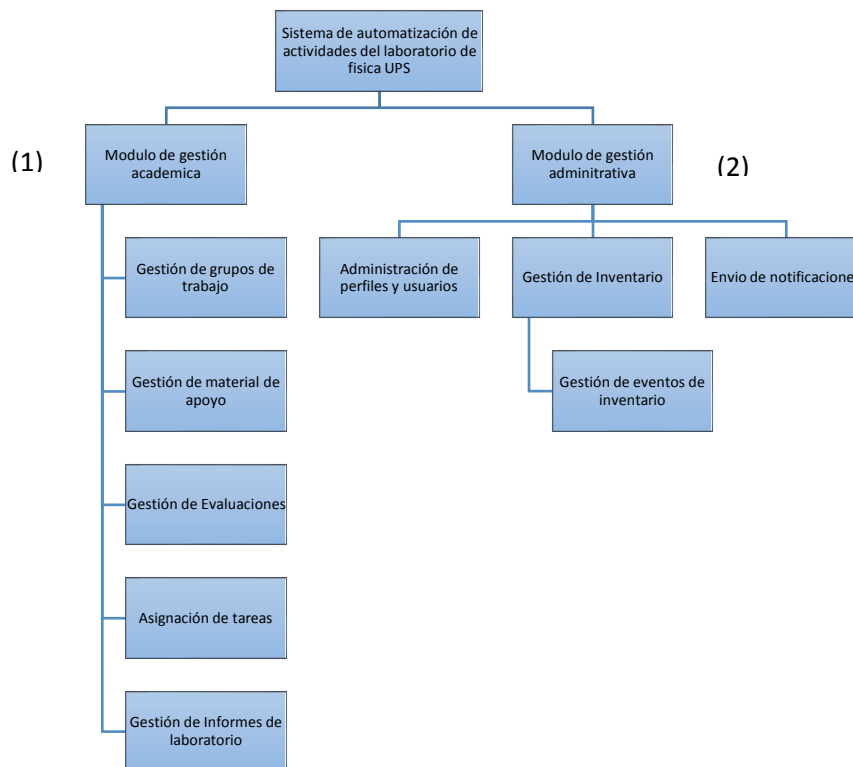 Sistema de automatización de
actividades del laboratorio de
fisica UPS
(1)
Modulo de gestión
academica
Modulo de gestión
adminitrativa
(2)
Gestión de grupos de
trabajo
Administración de
perfiles y usuarios
Gestión de Inventario
Envio de notificacione
Gestión de material de
apoyo
Gestión de eventos de
inventario
Gestión de Evaluaciones
Asignación de tareas
Gestión de Informes de
laboratorio